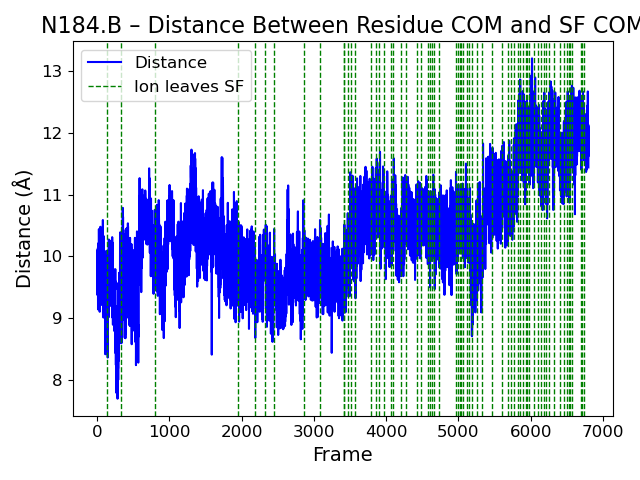 N184.B – Distance Between Residue COM and SF COM
Distance
Ion leaves SF
Distance (Å)
13
12
11
10
9
8
0 1000 2000 3000 4000 5000 6000 7000
Frame